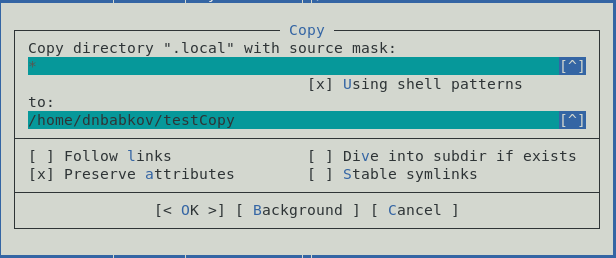 Copy
Copy directory ".local" with source mask:
* [^]
[x] Using shell patterns
to:
/home/dnbabkov/testCopy [^]
[ ] Follow links [ ] Dive into subdir if exists
[x] Preserve attributes [ ] Stable symlinks
[< OK >] [ Background ] [ Cancel ]